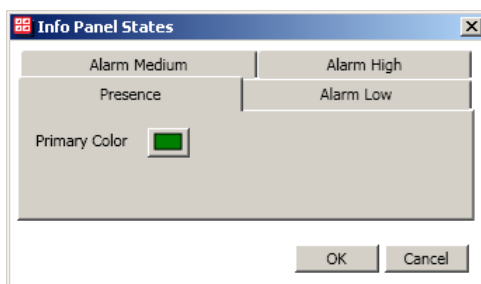 Info Panel States
Alarm Medium Alarm High
Presence Alarm Low
Primary Color
OK Cancel